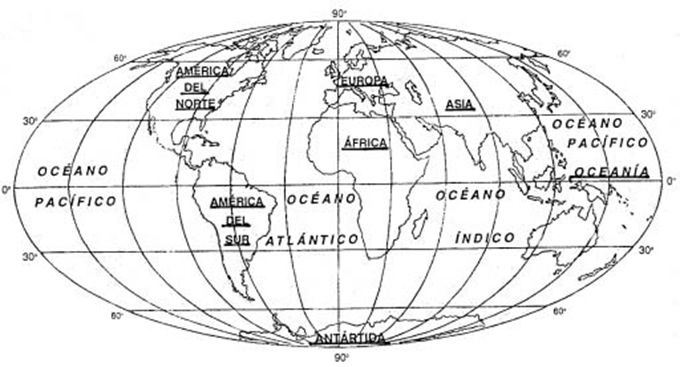 90°
60°
60°
AMÉRICA
DEL
NORTE
EUROPA
ASIA
30°
30°
OCÉANO
PACÍFICO
ÁFRICA
OCÉANO
PACÍFICO
OCEANÍA
0°
0°
AMÉRICA
DEL
SUR
OCÉANO
ATLÁNTICO
OCÉANO
ÍNDICO
30°
30°
60°
60°
ANTÁRTIDA
90°